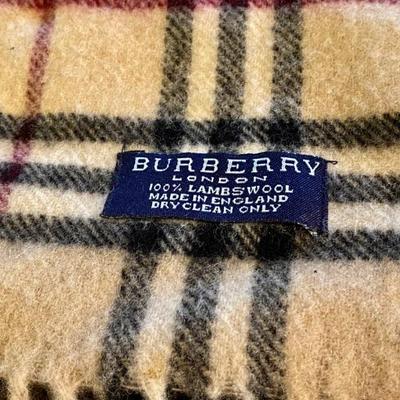 BURBERRY
LONDON
100% LAMBSWOOL
MADE IN ENGLAND
DRY CLEAN ONLY